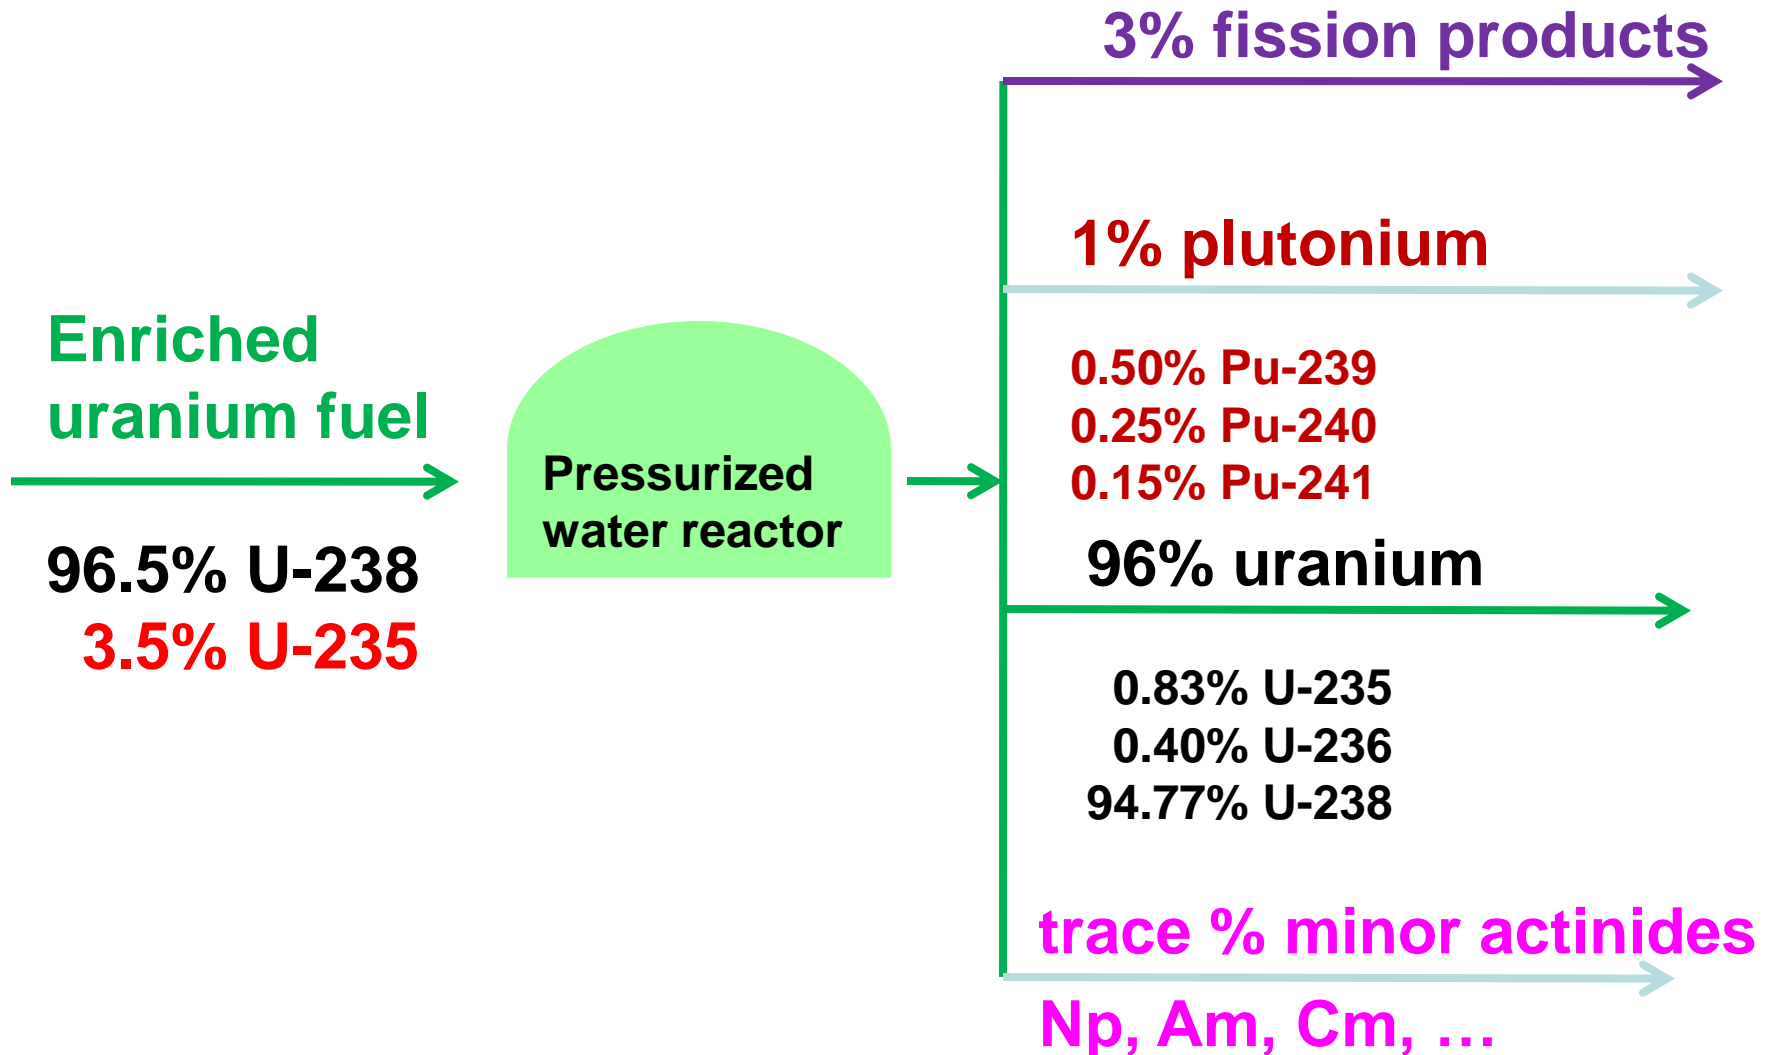 Enriched
uranium fuel
96.5% U-238
3.5% U-235
Pressurized
water reactor
3% fission products
1% plutonium
0.50% Pu-239
0.25% Pu-240
0.15% Pu-241
96% uranium
0.83% U-235
0.40% U-236
94.77% U-238
trace % minor actinides
Np, Am, Cm, …